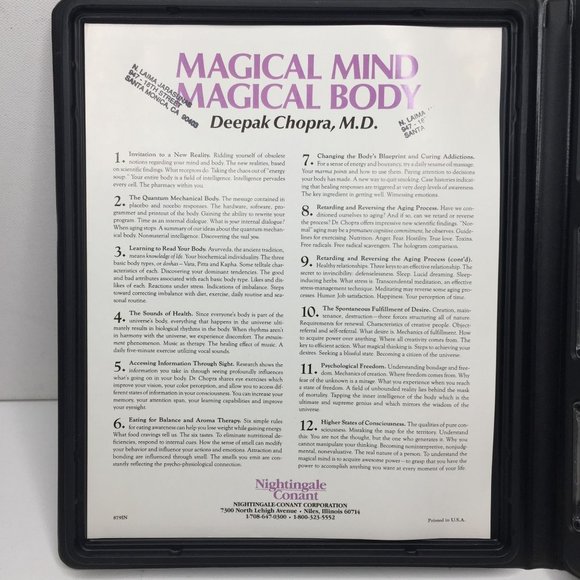 MAGICAL MIND
MAGICAL BODY
Deepak Chopra, M.D.
N. LAIMA JARASUNAS
947 - 18TH STREET
SANTA MONICA, CA 90403
N. LAIMA
947 - 18
SANTA
1. Invitation to a New Reality. Ridding yourself of obsolete
notions regarding your mind and body. The new realities, based
on scientific findings. What receptors do. Taking the chaos out of "energy
soup." Your entire body is a field of intelligence. Intelligence pervades
every cell. The pharmacy within you.
2. The Quantum Mechanical Body. The message contained in
placebo and nocebo responses. The hardware, software, pro-
grammer and printout of the body. Gaining the ability to rewrite your
program. Time as an internal dialogue. What is your internal dialogue?
When aging stops. A summary of our ideas about the quantum mechani-
cal body. Nonmaterial intelligence. Discovering the real you.
3. Learning to Read Your Body. Ayurveda, the ancient tradition,
means knowledge of life. Your biochemical individuality. The three
basic body types, or doshas – Vata, Pitta and Kapha. Some telltale charac-
teristics of each. Discovering your dominant tendencies. The good
and bad attributes associated with each basic body type. Likes and dis-
likes of each. Reactions under stress. Indications of imbalance. Steps
toward correcting imbalance with diet, exercise, daily routine and sea-
sonal routine.
4. The Sounds of Health. Since everyone's body is part of the
universe's body, everything that happens in the universe ulti-
mately results in biological rhythms in the body. When rhythms aren't
in harmony with the universe, we experience discomfort. The entrain-
ment phenomenon. Music as therapy. The healing effect of music. A
daily five-minute exercise utilizing vocal sounds.
5. Accessing Information Through Sight. Research shows the
information you take in through seeing profoundly influences
what's going on in your body. Dr. Chopra shares eye exercises which
improve your vision, your color perception, and allow you to access dif-
ferent states of information in your consciousness. You can increase your
memory, your attention span, your learning capabilities and improve
your eyesight.
6. Eating for Balance and Aroma Therapy. Six simple rules
for eating awareness can help you lose weight while gaining energy.
What food cravings tell us. The six tastes. To eliminate nutritional de-
ficiencies, respond to internal cues. How the sense of smell can modify
your behavior and influence your actions and emotions. Attraction and
bonding are influenced through smell. The smells you emit are con-
stantly reflecting the psycho-physiological connection.
7. Changing the Body's Blueprint and Curing Addictions.
For a sense of energy and buoyancy, try a daily sesame oil massage.
Your marma points and how to use them. Paying attention to decisions
your body has made. A new way to quit smoking. Case histories indicat-
ing that healing responses are triggered at very deep levels of awareness.
The key ingredient in getting well. Witnessing emotions.
8. Retarding and Reversing the Aging Process. Have we con-
ditioned ourselves to aging? And if so, can we retard or reverse
the process? Dr. Chopra offers impressive new scientific findings. "Nor-
mal" aging may be a premature cognitive commitment, he observes. Guide-
lines for exercising. Nutrition. Anger. Fear. Hostility. True love. Toxins.
Free radicals. Free radical scavengers. The hologram comparison.
9. Retarding and Reversing the Aging Process (cont'd).
Healthy relationships. Three keys to an effective relationship. The
secret to invincibility: defenselessness. Sleep. Lucid dreaming. Sleep-
inducing herbs. What stress is. Transcendental meditation, an effective
stress-management technique. Meditating may reverse some aging pro-
cesses. Humor. Job satisfaction. Happiness. Your perception of time.
10. The Spontaneous Fulfillment of Desire. Creation, main-
tenance, destruction–three forces structuring all of nature.
Requirements for renewal. Characteristics of creative people. Object-
referral and self-referral. What desire is. Mechanics of fulfillment. How
to acquire power over anything. Where all creativity comes from. The
key to efficient action. What magical thinking is. Steps to achieving your
desires. Seeking a blissful state. Becoming a citizen of the universe.
11. Psychological Freedom. Understanding bondage and free-
dom. Mechanics of creation. Where freedom comes from. Why
fear of the unknown is a mirage. What you experience when you reach
a state of freedom. A field of unbounded reality lies behind the mask
of mortality. Tapping the inner intelligence of the body which is the
ultimate and supreme genius and which mirrors the wisdom of the
universe.
12. Higher States of Consciousness. The qualities of pure con-
sciousness. Mistaking the map for the territory. Understand
this: You are not the thought, but the one who generates it. Why you
cannot manipulate your thinking. Becoming noninterpretive, nonjudg-
mental, nonevaluative. The real nature of a person. To understand the
magical mind is to acquire awesome power–to grasp that you have the
power to accomplish anything you want at every moment of your life.
Nightingale
Conant
NIGHTINGALE-CONANT CORPORATION
7300 North Lehigh Avenue • Niles, Illinois 60714
1-708-647-0300 • 1-800-323-5552
879IN
Printed in U.S.A.